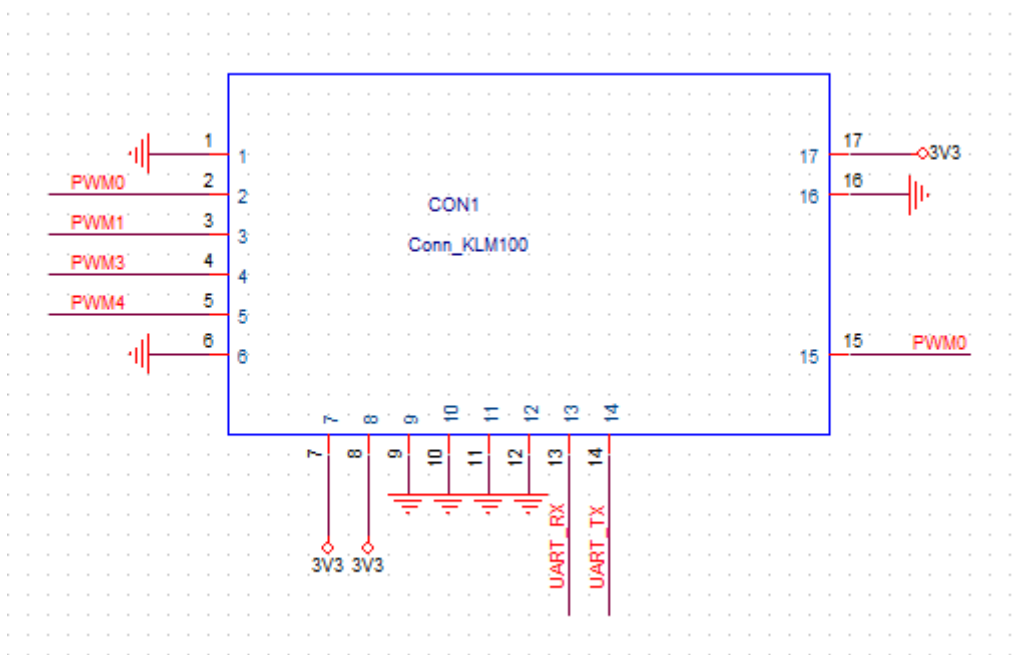 1 1 17 17 3V3
PWM0 2 2 16 16
CON1
PWM1 3 3
Conn_KLM100
PWM3 4 4
PWM4 5 5
6 6 15 15 PWM0
7 8 9 10 11 12 13 14
7 8 9 10 11 12 13 14
UART_RX UART_TX
3V3 3V3